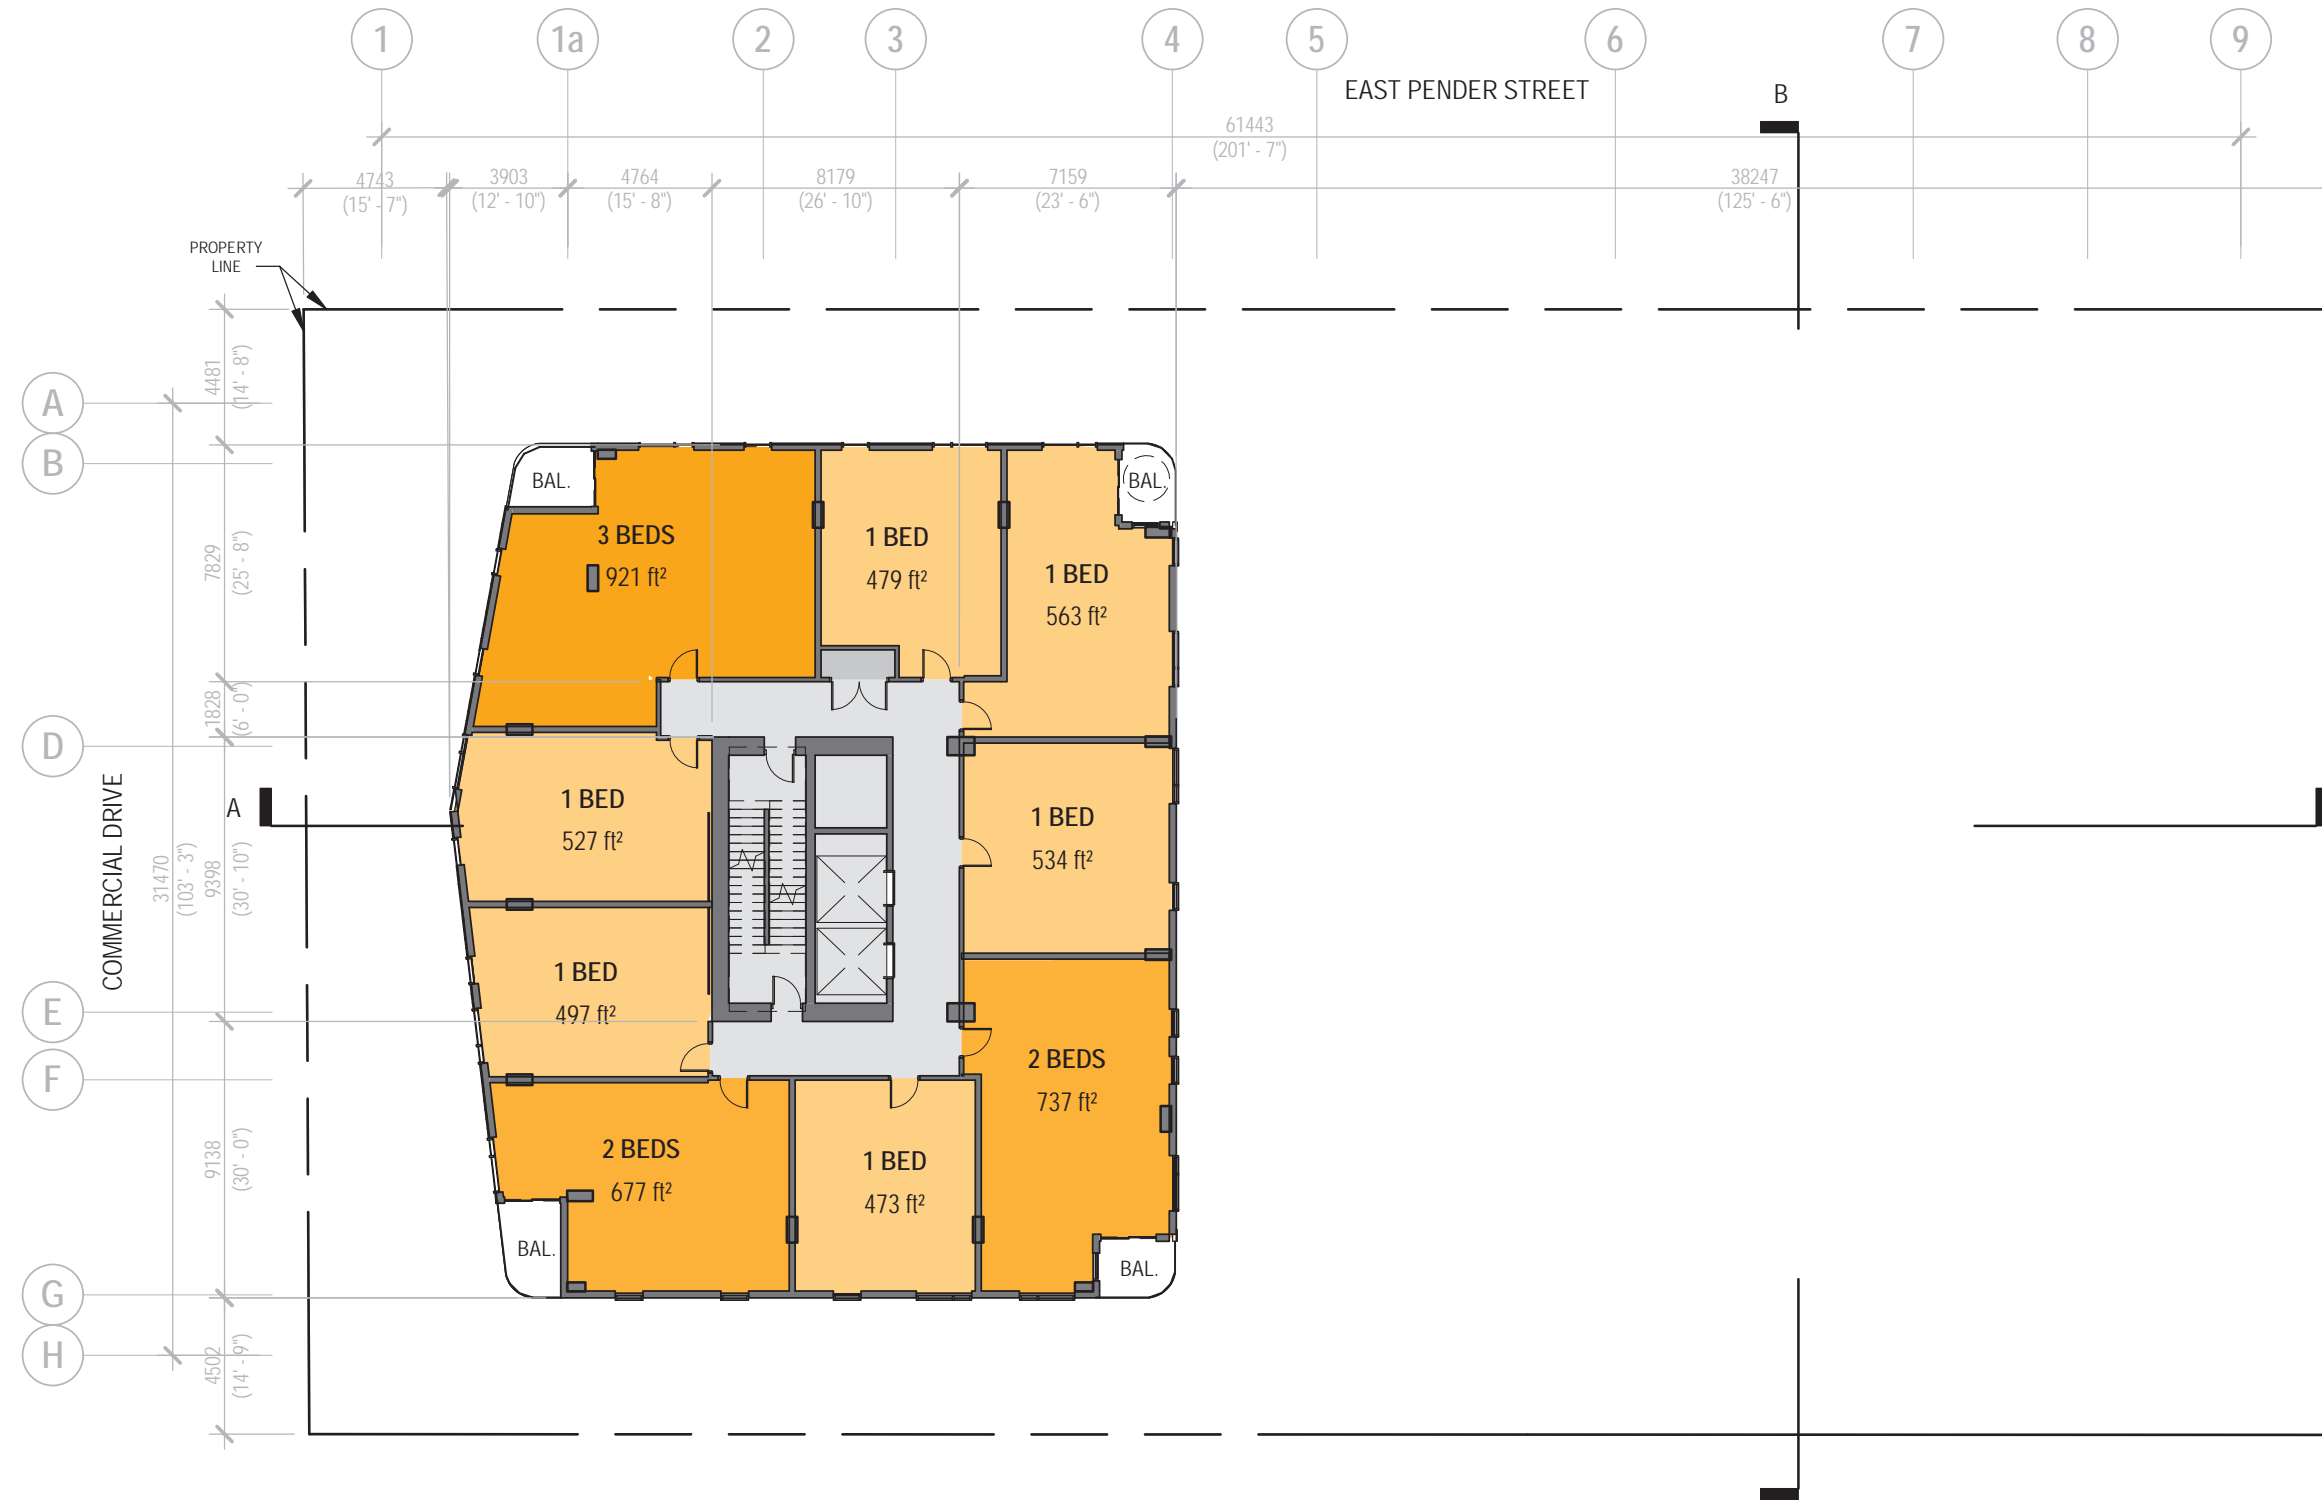 1
1a
2
3
4
5
6
7
8
9
EAST PENDER STREET
B
61443
(201' - 7")
4743
(15' - 7")
3903
(12' - 10")
4764
(15' - 8")
8179
(26' - 10")
7159
(23' - 6")
38247
(125' - 6")
PROPERTY
LINE
4481
(14' - 8")
A
B
BAL.
BAL.
3 BEDS
921 ft²
1 BED
479 ft²
1 BED
563 ft²
7829
(25' - 8")
1828
(6' - 0")
D
COMMERCIAL DRIVE
A
31470
(103' - 3")
9398
(30' - 10")
1 BED
527 ft²
1 BED
534 ft²
1 BED
497 ft²
E
F
2 BEDS
737 ft²
9138
(30' - 0")
2 BEDS
677 ft²
1 BED
473 ft²
BAL.
BAL.
G
H
4502
(14' - 9")